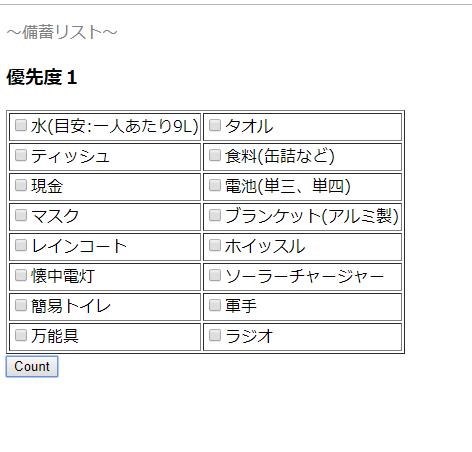 ～備蓄リスト～
優先度１
水(目安:一人あたり9L) タオル
ティッシュ 食料(缶詰など)
現金 電池(単三、単四)
マスク ブランケット(アルミ製)
レインコート ホイッスル
懐中電灯 ソーラーチャージャー
簡易トイレ 軍手
万能具 ラジオ
Count